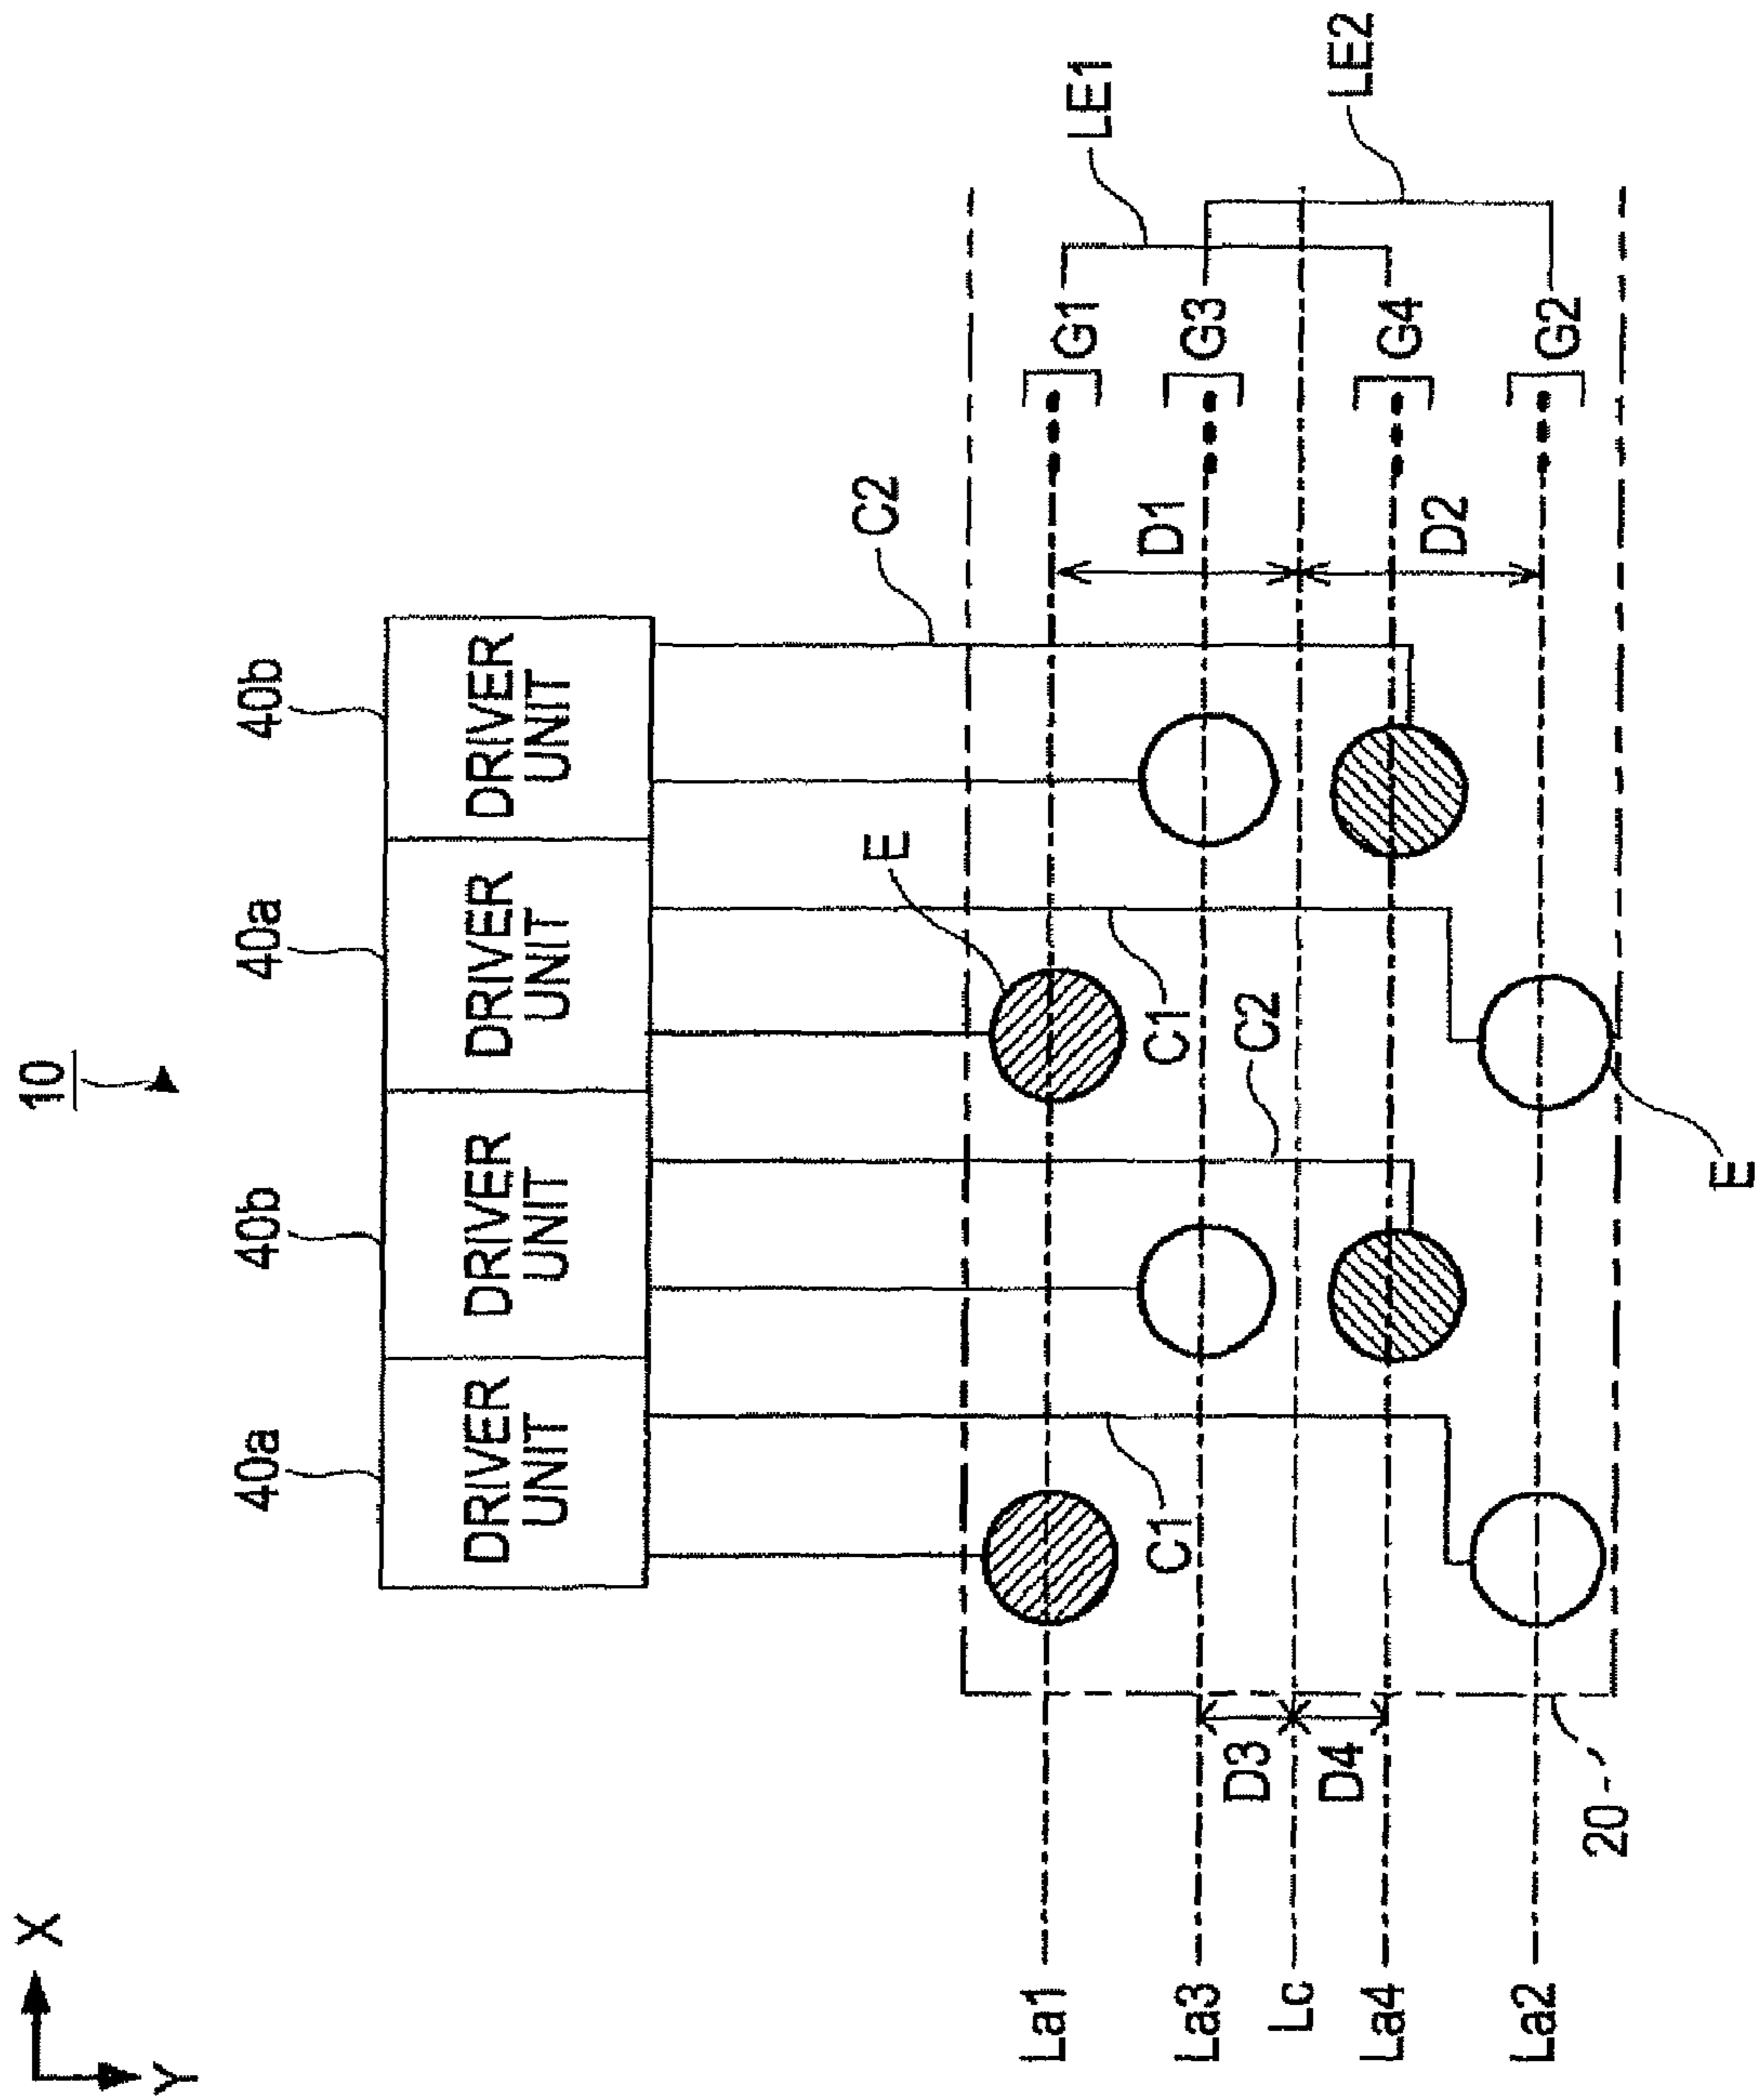 10
X
Y
40a
40b
40a
40b
DRIVER
UNIT
DRIVER
UNIT
DRIVER
UNIT
DRIVER
UNIT
C2
E
LE1
LE2
La1
G1
C1
C1
D1
La3
G3
C2
D3
Lc
D4
D2
La4
G4
La2
G2
20
E